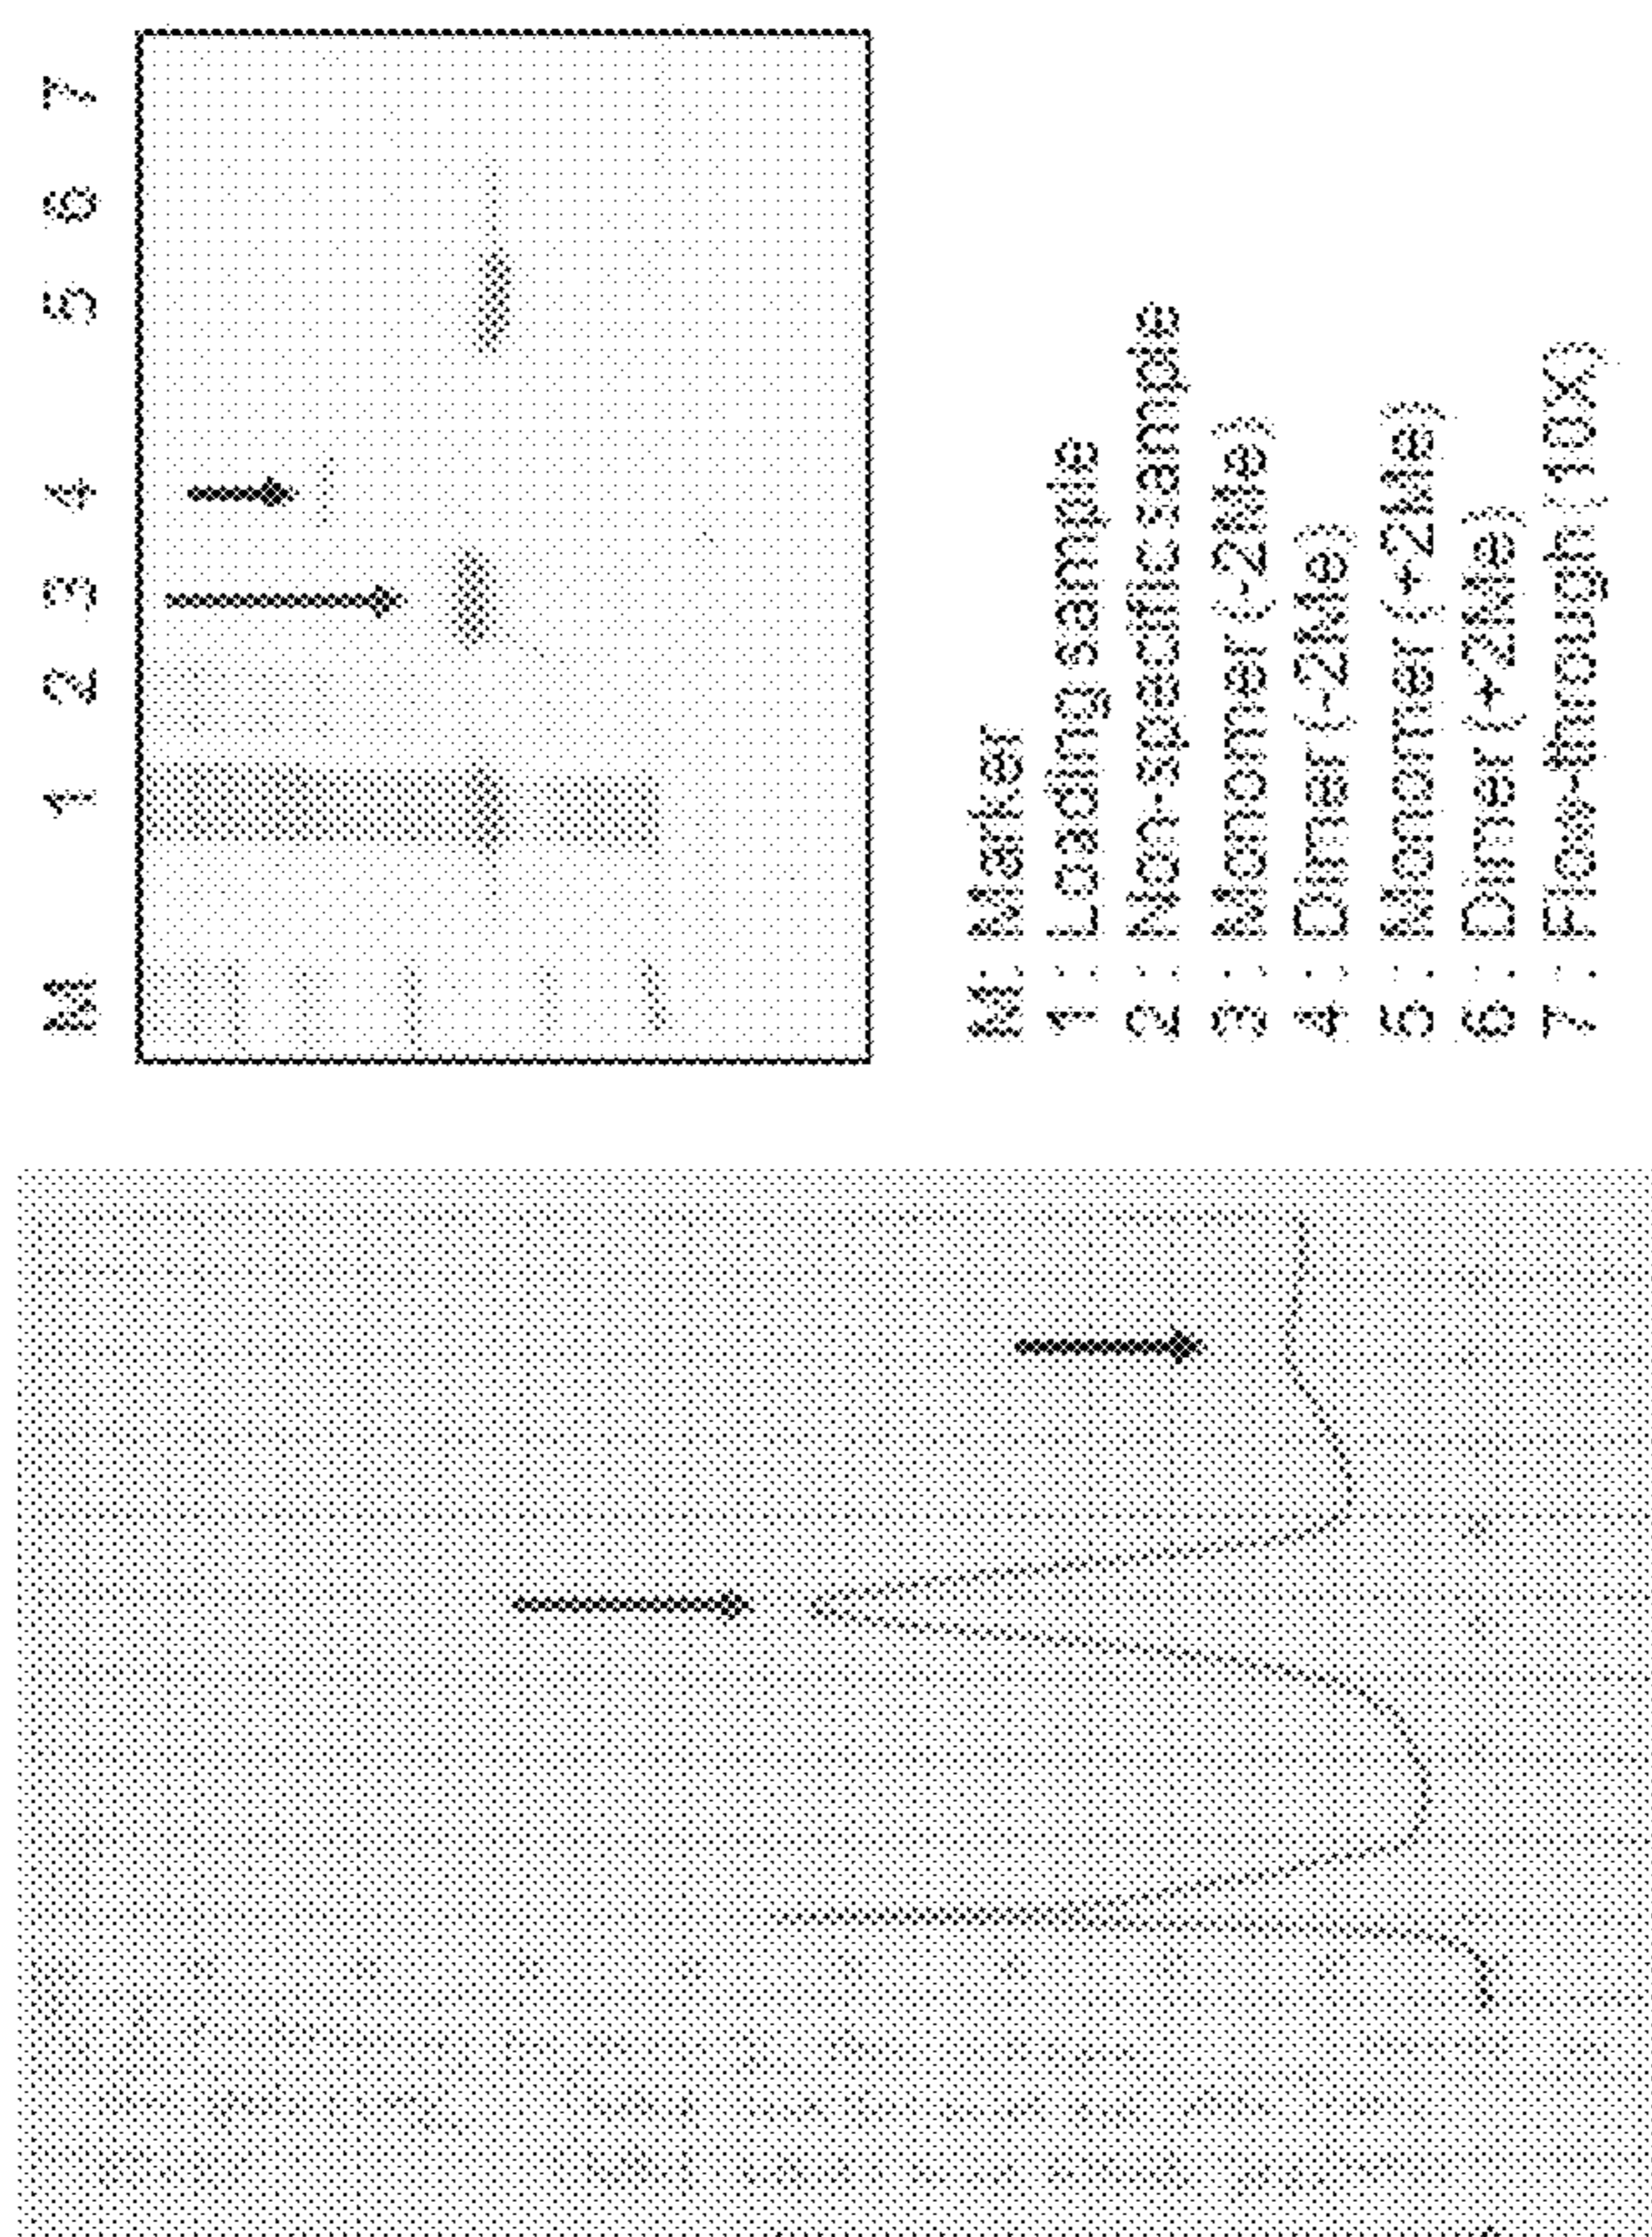 M 1 2 3 4 5 6 7
M : Marker
1 : Loading sample
2 : Non-specific sample
3 : Monomer (-2Me)
4 : Dimer (-2Me)
5 : Monomer (+2Me)
6 : Dimer (+2Me)
7 : Flow-through (10X)